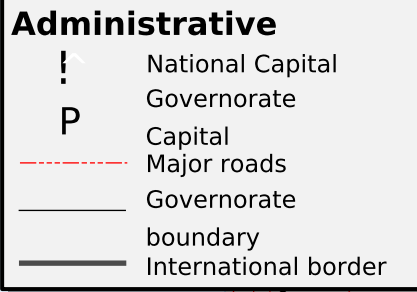 Administrative
! National Capital
Governorate
P
Capital
Major roads
Governorate
boundary
International border